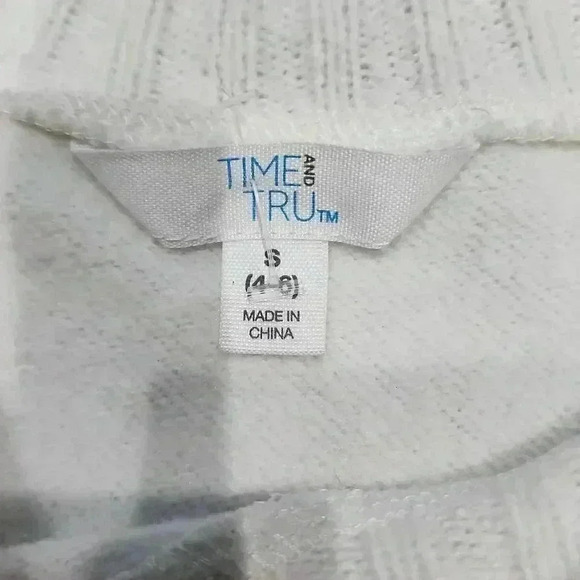 TIME AND
TRU™
S
(4-6)
MADE IN
CHINA